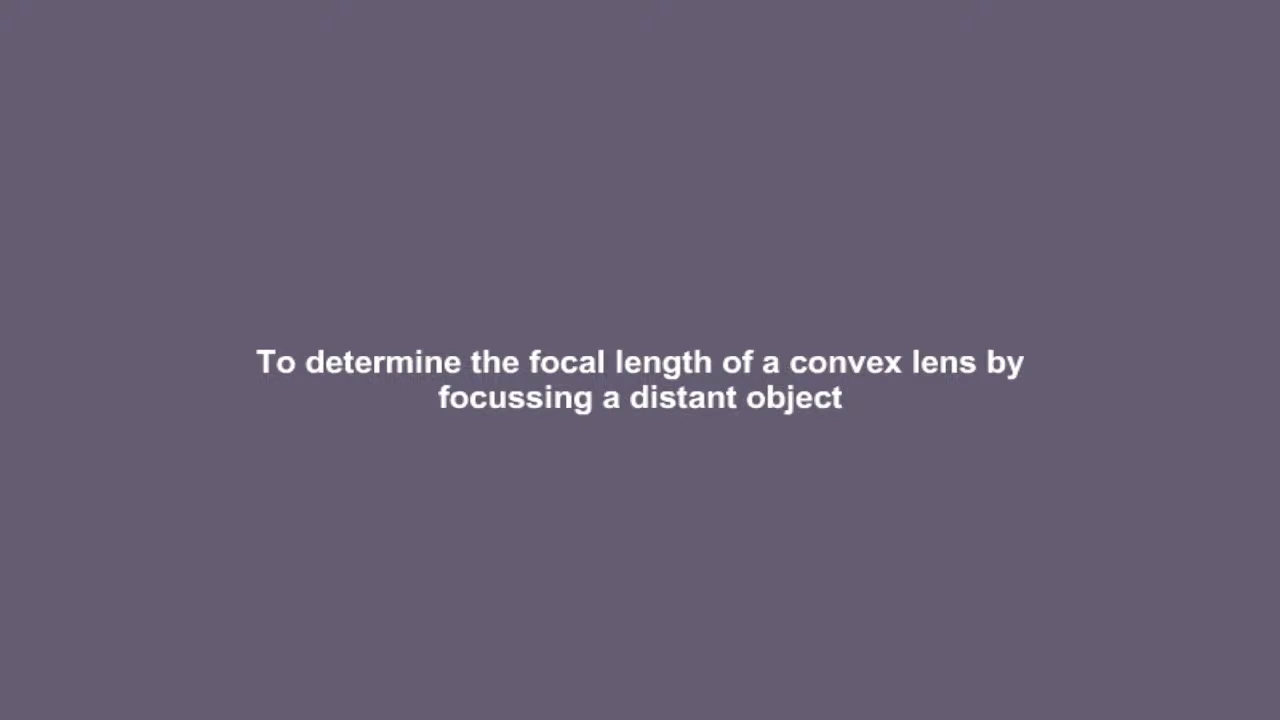 To determine the focal length of a convex lens by
focussing a distant object